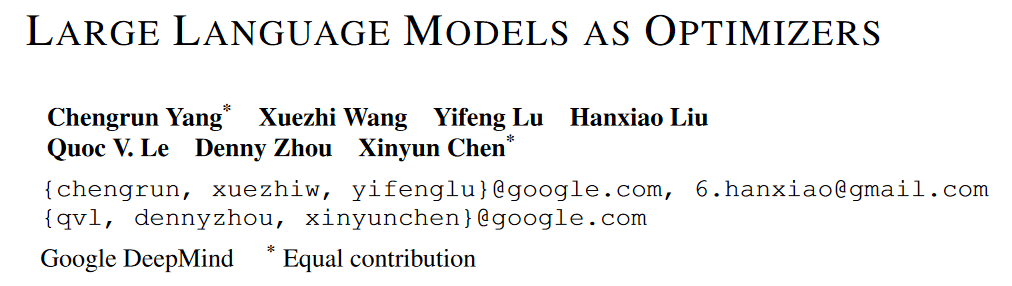 LARGE LANGUAGE MODELS AS OPTIMIZERS
Chengrun Yang* Xuezhi Wang Yifeng Lu Hanxiao Liu
Quoc V. Le Denny Zhou Xinyun Chen*
{chengrun, xuezhiw, yifenglu}@google.com, 6.hanxiao@gmail.com
{qvl, dennyzhou, xinyunchen}@google.com
Google DeepMind * Equal contribution